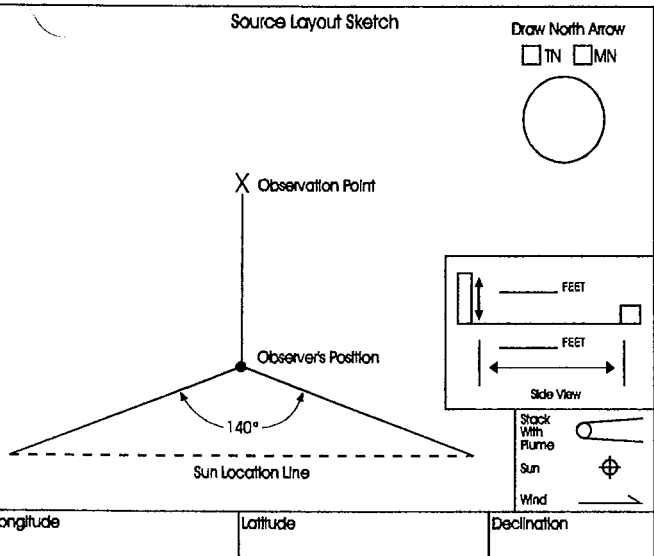 Source Layout Sketch
Draw North Arrow
TN MN
X Observation Point
FEET
FEET
Side View
Observer's Position
140°
Sun Location Line
Stack
With
Plume
Sun
Wind
ongitude
Latitude
Declination